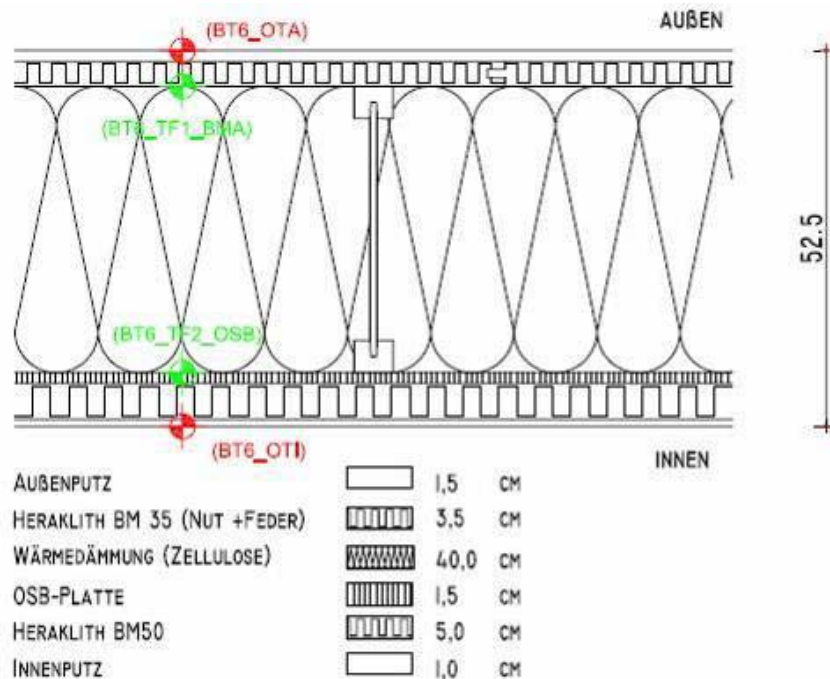 AUßEN
(BT6_OTA)
(BT6_TF1_BMA)
52.5
(BT6_TF2_OSB)
(BT6_OTI)
INNEN
AUßENPUTZ 1,5 CM
HERAKLITH BM 35 (NUT +FEDER) 3,5 CM
WÄRMEDÄMMUNG (ZELLULOSE) 40,0 CM
OSB-PLATTE 1,5 CM
HERAKLITH BM50 5,0 CM
INNENPUTZ 1,0 CM